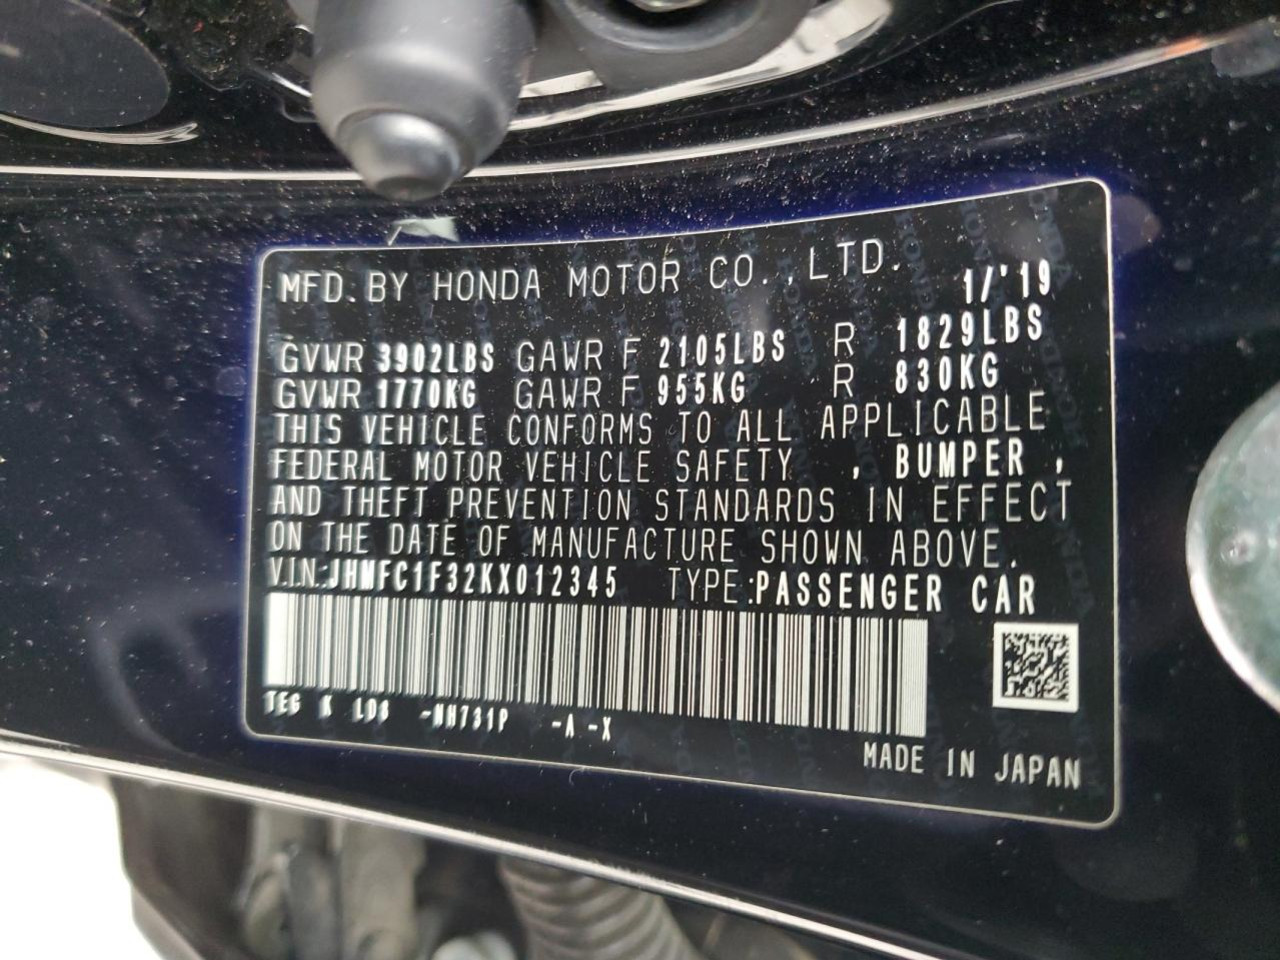 MFD. BY HONDA MOTOR CO., LTD. 1/'19
GVWR 3902LBS GAWR F 2105LBS R 1829LBS
GVWR 1770KG GAWR F 955KG R 830KG
THIS VEHICLE CONFORMS TO ALL APPLICABLE
FEDERAL MOTOR VEHICLE SAFETY , BUMPER ,
AND THEFT PREVENTION STANDARDS IN EFFECT
ON THE DATE OF MANUFACTURE SHOWN ABOVE.
V.I.N.:JHMFC1F32KX012345 TYPE:PASSENGER CAR
TEG K LDS -NH731P -A -X
MADE IN JAPAN